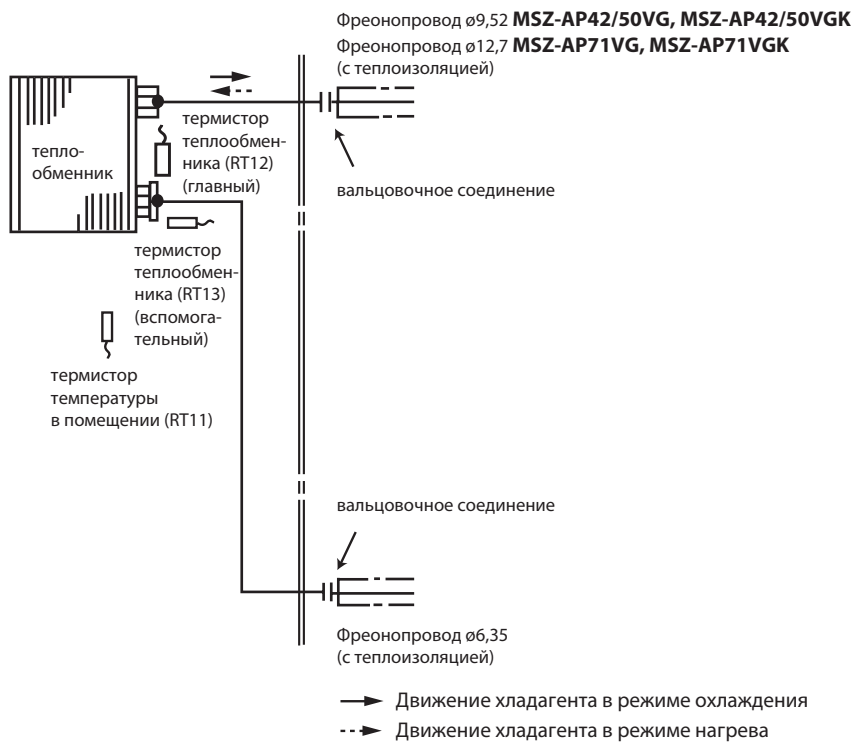 Фреонопровод ø9,52 MSZ-AP42/50VG, MSZ-AP42/50VGK
Фреонопровод ø12,7 MSZ-AP71VG, MSZ-AP71VGK
(с теплоизоляцией)
тепло-
обменник
термистор
теплообмен-
ника (RT12)
(главный)
вальцовочное соединение
термистор
теплообмен-
ника (RT13)
(вспомога-
тельный)
термистор
температуры
в помещении (RT11)
вальцовочное соединение
Фреонопровод ø6,35
(с теплоизоляцией)
Движение хладагента в режиме охлаждения
Движение хладагента в режиме нагрева